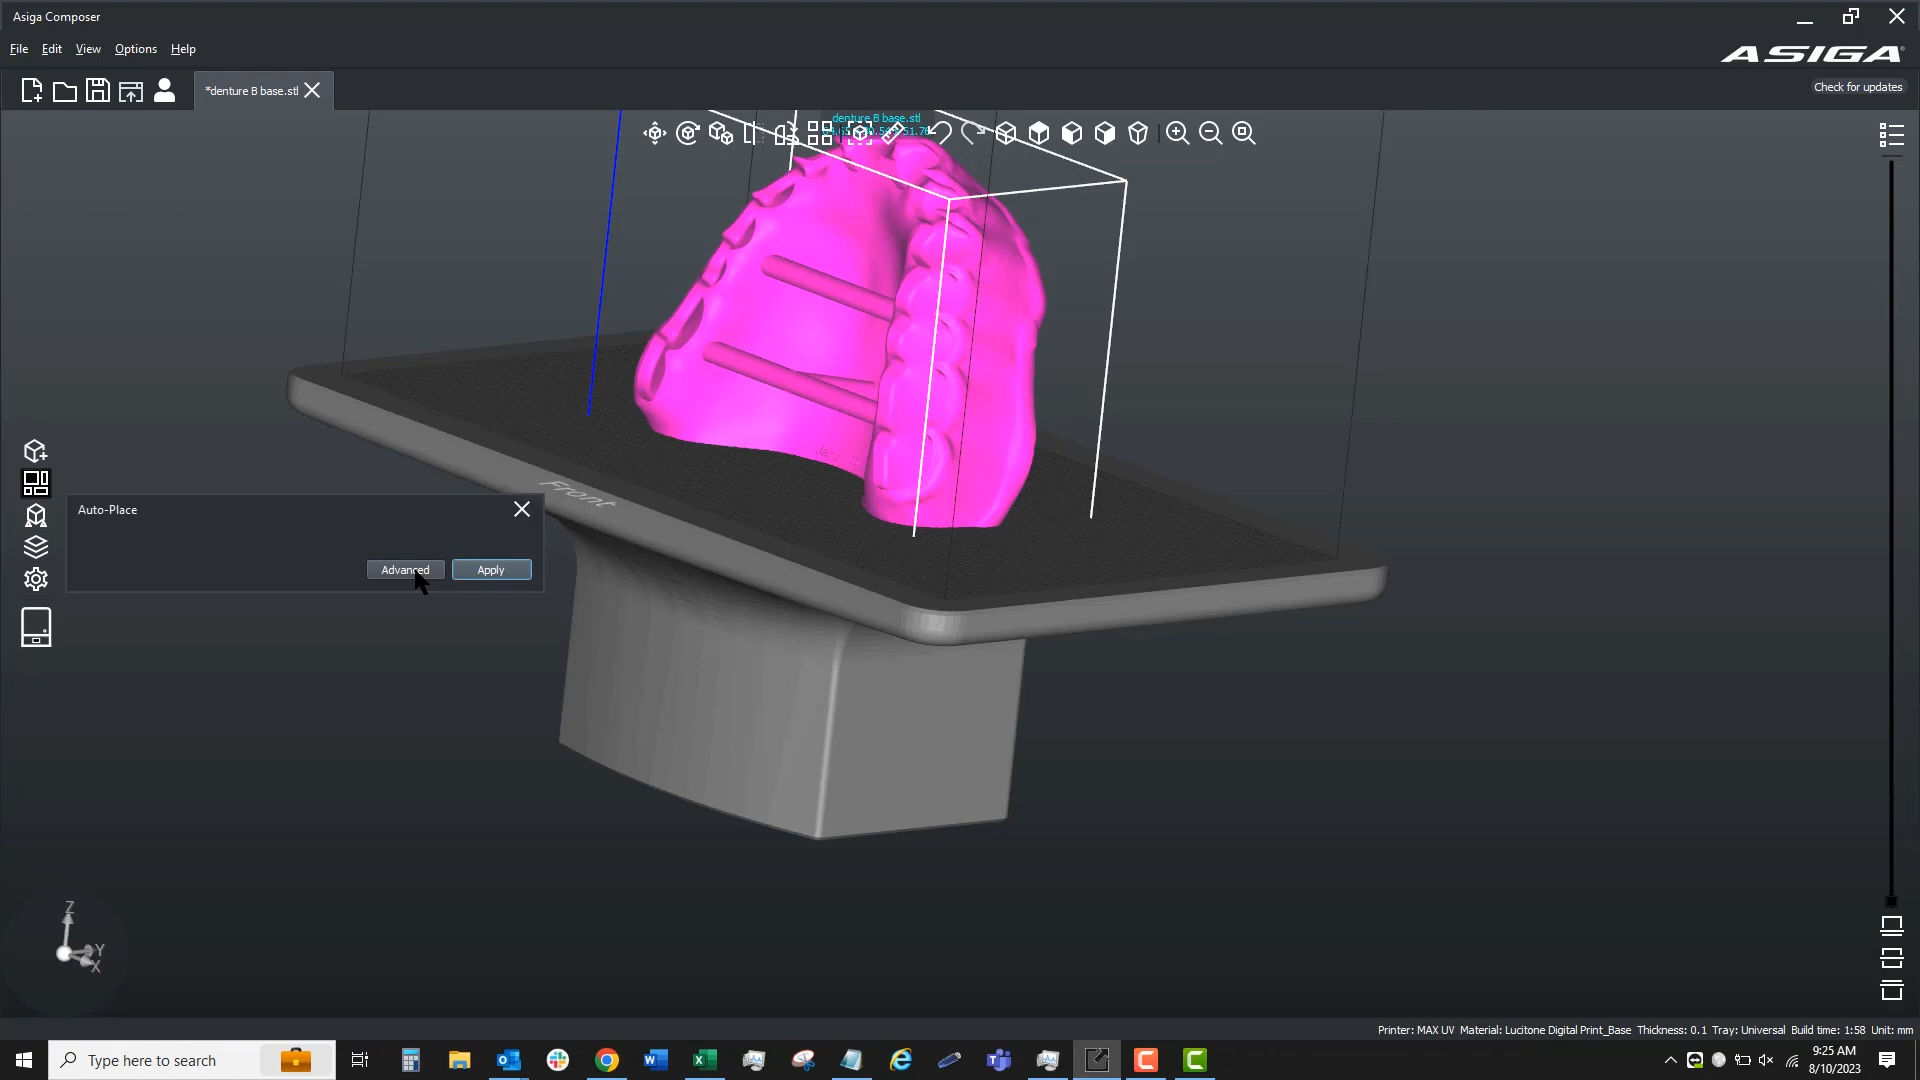 Asiga Composer
File Edit View Options Help
ASIGA
*denture B base.stl
Check for updates
denture B base.stl
Front
Auto-Place
Advanced Apply
Z
Y
X
Printer: MAX UV Material: Lucitone Digital Print_Base Thickness: 0.1 Tray: Universal Build time: 1:58 Unit: mm
Type here to search
9:25 AM
8/10/2023